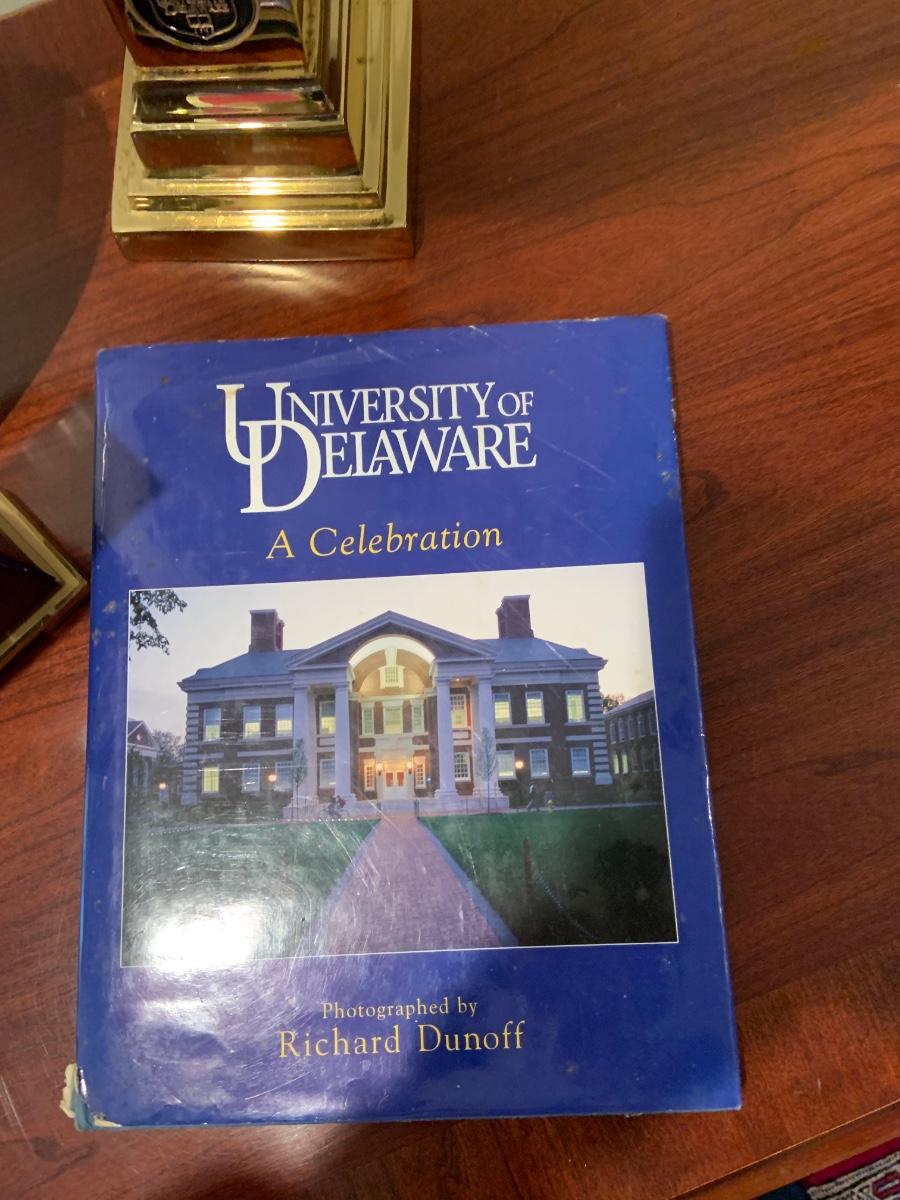 UNIVERSITY OF
DELAWARE
A Celebration
Photographed by
Richard Dunoff